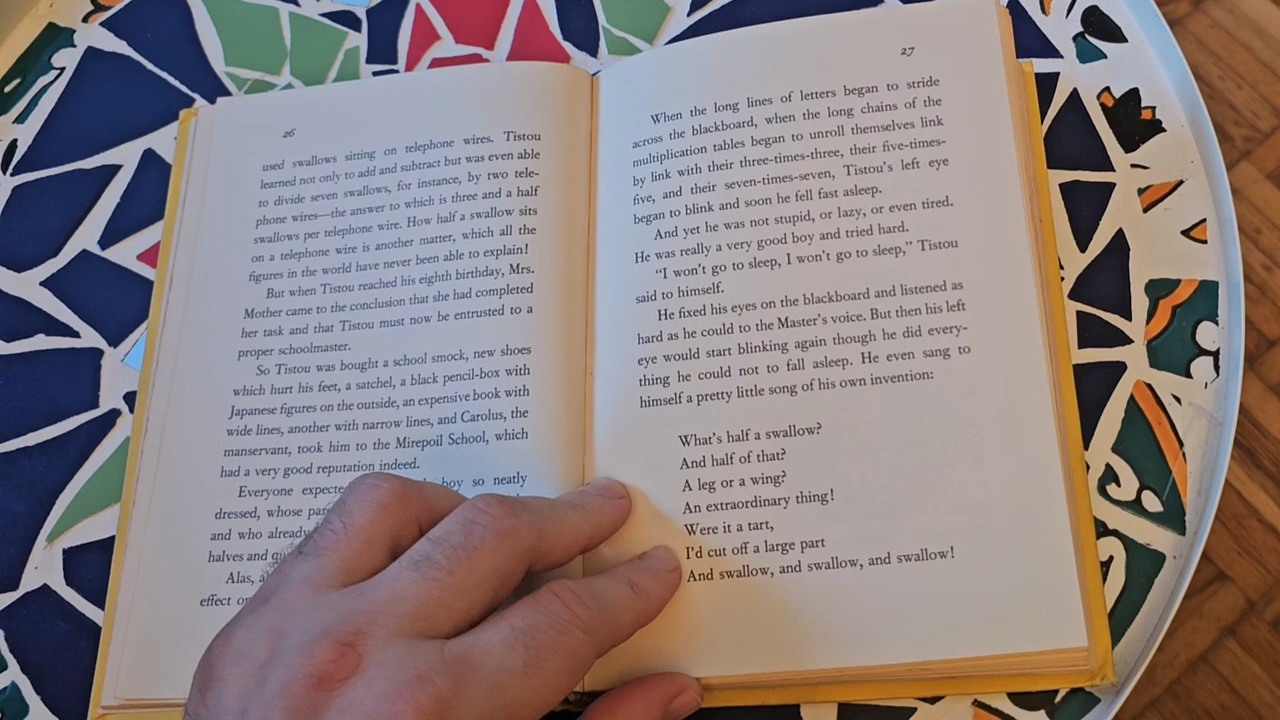 26
used swallows sitting on telephone wires. Tistou
learned not only to add and subtract but was even able
to divide seven swallows, for instance, by two tele-
phone wires—the answer to which is three and a half
swallows per telephone wire. How half a swallow sits
on a telephone wire is another matter, which all the
figures in the world have never been able to explain!
But when Tistou reached his eighth birthday, Mrs.
Mother came to the conclusion that she had completed
her task and that Tistou must now be entrusted to a
proper schoolmaster.
So Tistou was bought a school smock, new shoes
which hurt his feet, a satchel, a black pencil-box with
Japanese figures on the outside, an expensive book with
wide lines, another with narrow lines, and Carolus, the
manservant, took him to the Mirepoil School, which
had a very good reputation indeed.
Everyone boy so neatly
dressed, whose
and who already
halves and
Alas,
effect
27
When the long lines of letters began to stride
across the blackboard, when the long chains of the
multiplication tables began to unroll themselves link
by link with their three-times-three, their five-times-
five, and their seven-times-seven, Tistou's left eye
began to blink and soon he fell fast asleep.
And yet he was not stupid, or lazy, or even tired.
He was really a very good boy and tried hard.
"I won't go to sleep, I won't go to sleep," Tistou
said to himself.
He fixed his eyes on the blackboard and listened as
hard as he could to the Master's voice. But then his left
eye would start blinking again though he did every-
thing he could not to fall asleep. He even sang to
himself a pretty little song of his own invention:
What's half a swallow?
And half of that?
A leg or a wing?
An extraordinary thing!
Were it a tart,
I'd cut off a large part
And swallow, and swallow, and swallow!